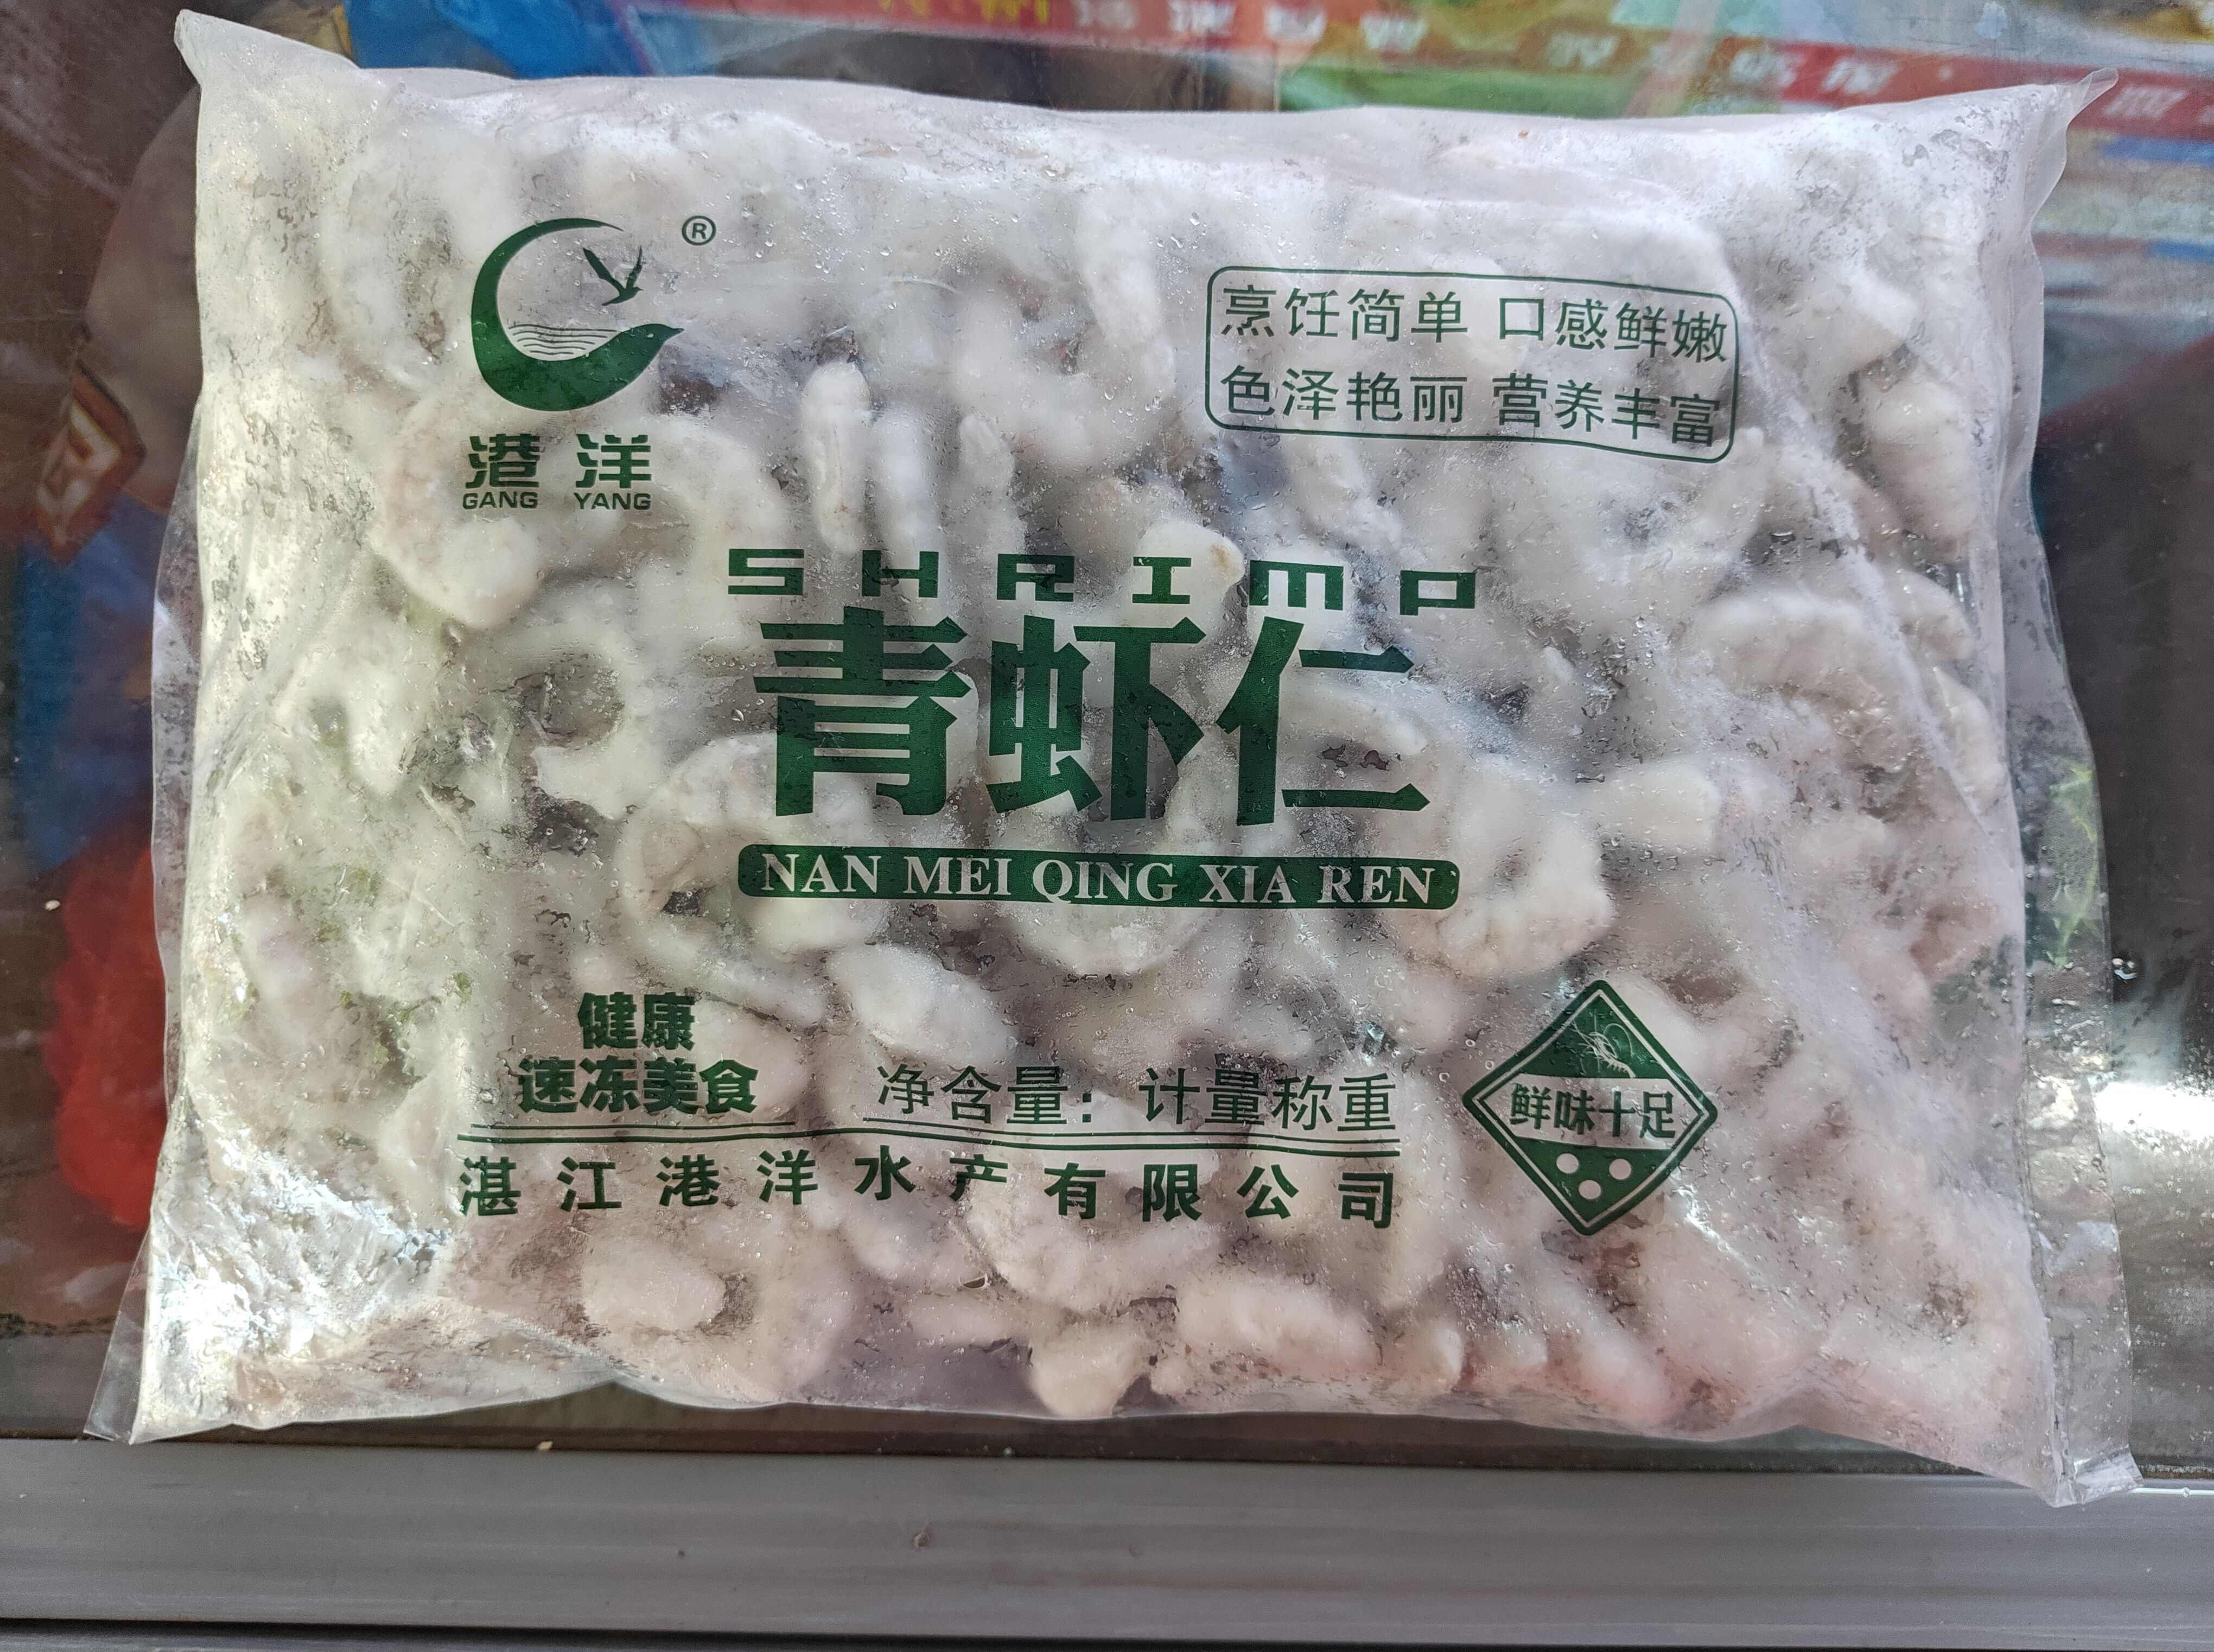 ®
港洋
GANG YANG
烹饪简单 口感鲜嫩
色泽艳丽 营养丰富
SHRIMP
青虾仁
NAN MEI QING XIA REN
健康
速冻美食
净含量：计量称重
鲜味十足
湛江港洋水产有限公司